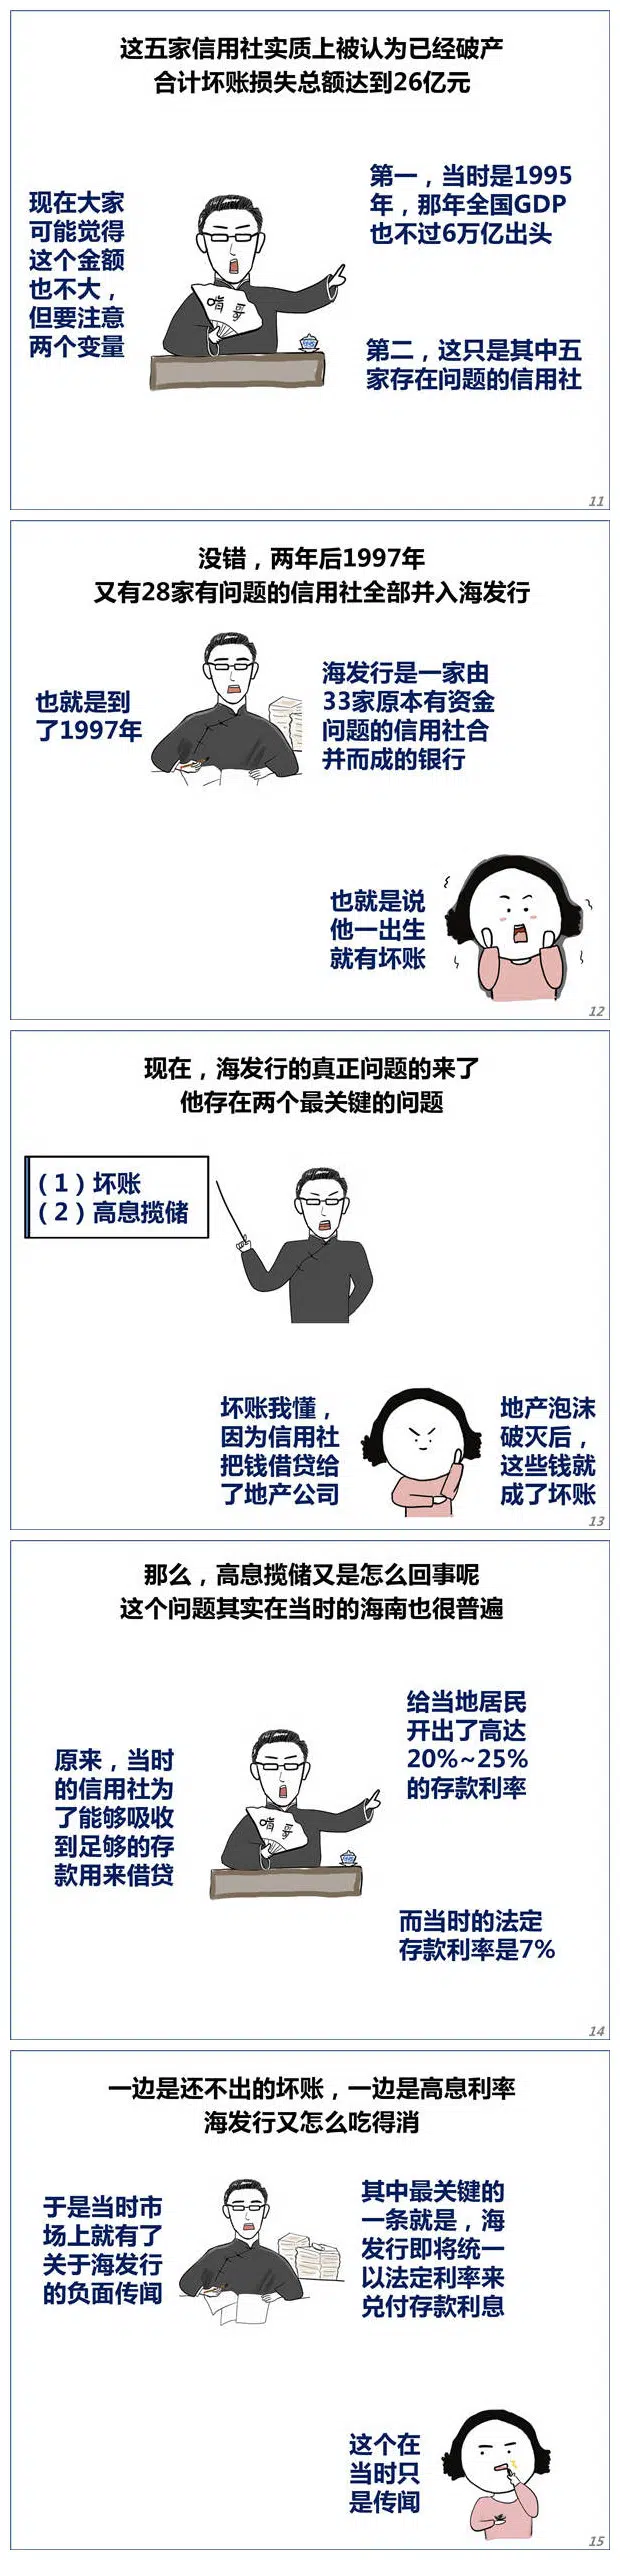 这五家信用社实质上被认为已经破产
合计坏账损失总额达到26亿元
现在大家
可能觉得
这个金额
也不大，
但要注意
两个变量
啃哥
第一，当时是1995
年，那年全国GDP
也不过6万亿出头
第二，这只是其中五
家存在问题的信用社
11
没错，两年后1997年
又有28家有问题的信用社全部并入海发行
也就是到
了1997年
海发行是一家由
33家原本有资金
问题的信用社合
并而成的银行
也就是说
他一出生
就有坏账
12
现在，海发行的真正问题的来了
他存在两个最关键的问题
（1）坏账
（2）高息揽储
坏账我懂，
因为信用社
把钱借贷给
了地产公司
地产泡沫
破灭后，
这些钱就
成了坏账
13
那么，高息揽储又是怎么回事呢
这个问题其实在当时的海南也很普遍
原来，当时
的信用社为
了能够吸收
到足够的存
款用来借贷
啃哥
给当地居民
开出了高达
20%~25%
的存款利率
而当时的法定
存款利率是7%
14
一边是还不出的坏账，一边是高息利率
海发行又怎么吃得消
于是当时市
场上就有了
关于海发行
的负面传闻
其中最关键的
一条就是，海
发行即将统一
以法定利率来
兑付存款利息
这个在
当时只
是传闻
15